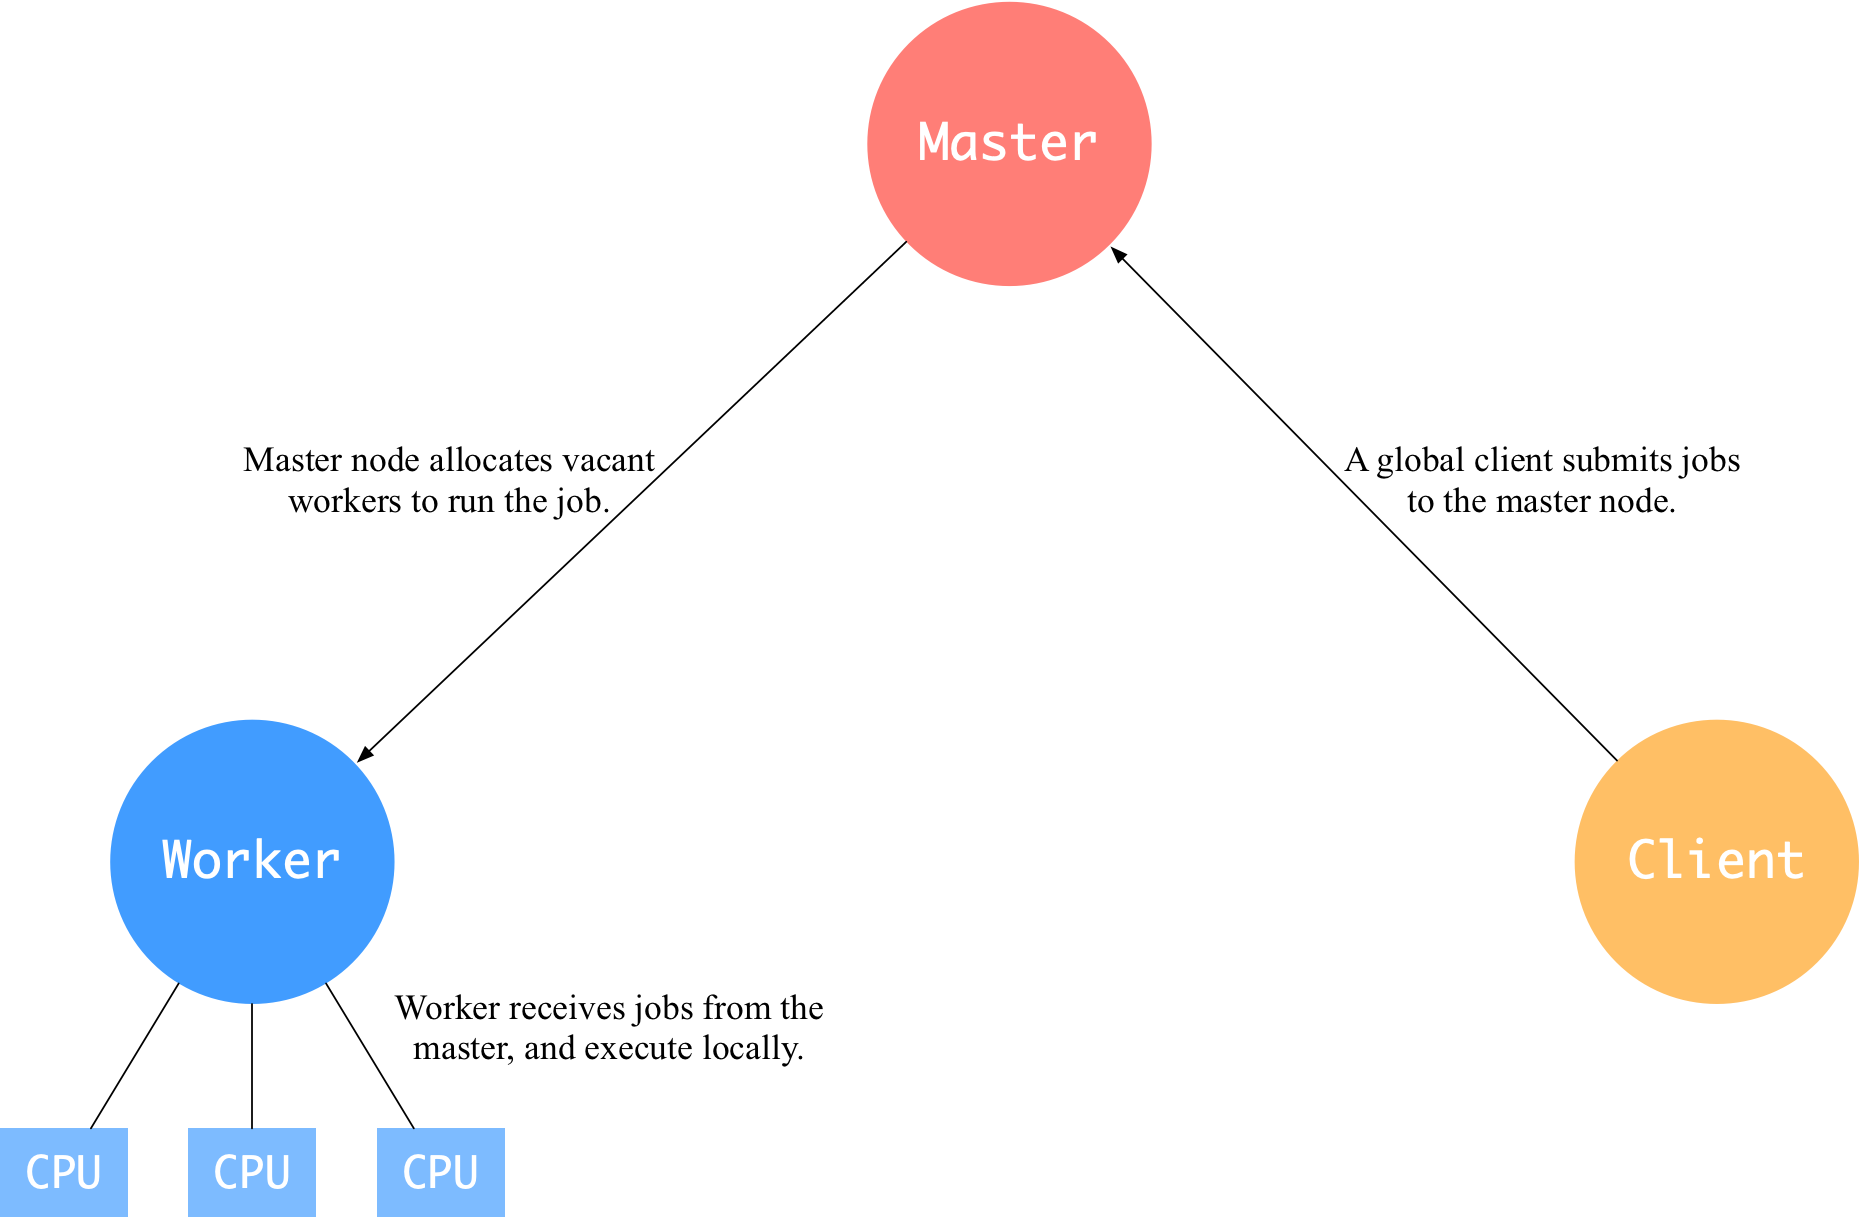 Master
Master node allocates vacant
workers to run the job.
A global client submits jobs
to the master node.
Worker
Client
Worker receives jobs from the
master, and execute locally.
CPU
CPU
CPU